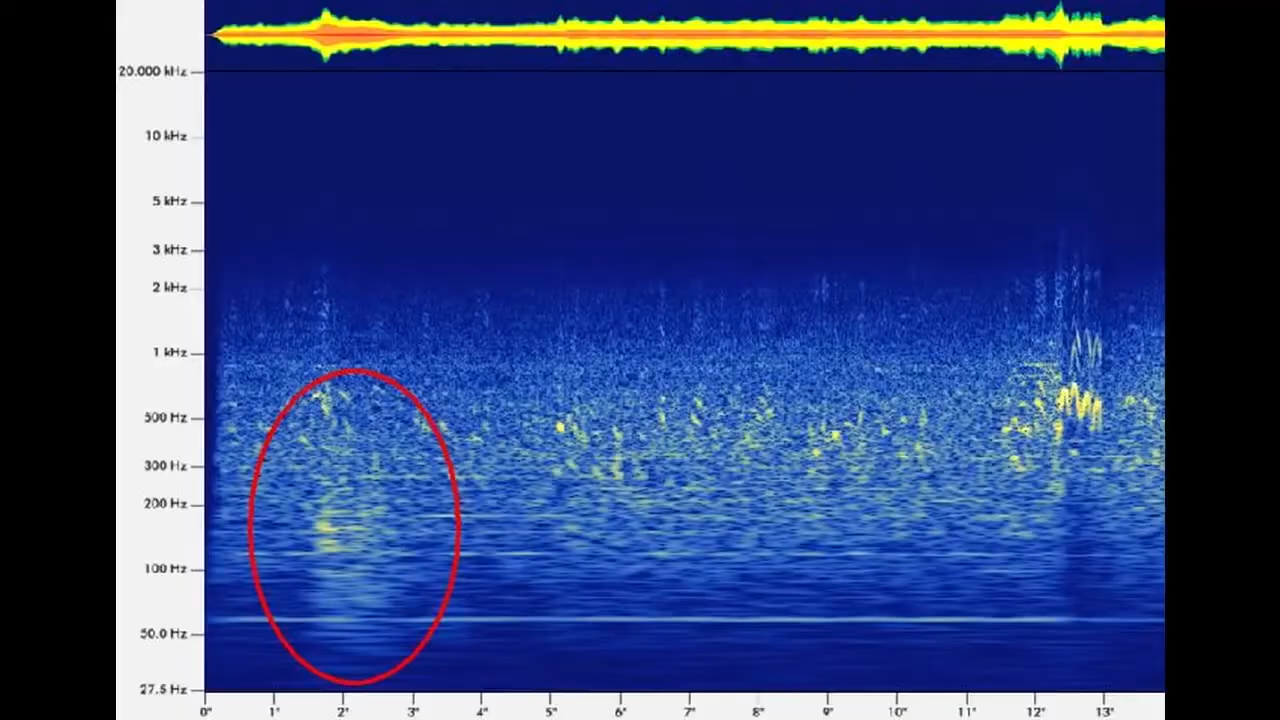 20.000 kHz
10 kHz
5 kHz
3 kHz
2 kHz
1 kHz
500 Hz
300 Hz
200 Hz
100 Hz
50.0 Hz
27.5 Hz
0" 1" 2" 3" 4" 5" 6" 7" 8" 9" 10" 11" 12" 13"